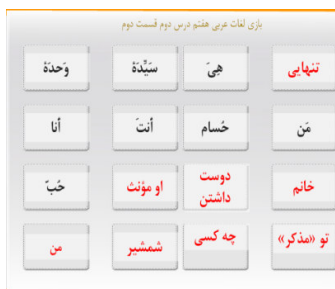 بازی لغات عربی هفتم درس دوم قسمت دوم
تنهایی
هِیَ
سَیِّدَة
وَحدَة
مَن
حُسام
أنتَ
أنا
خانم
دوست
داشتن
او مؤنث
حُبّ
تو «مذکر»
چه کسی
شمشیر
من